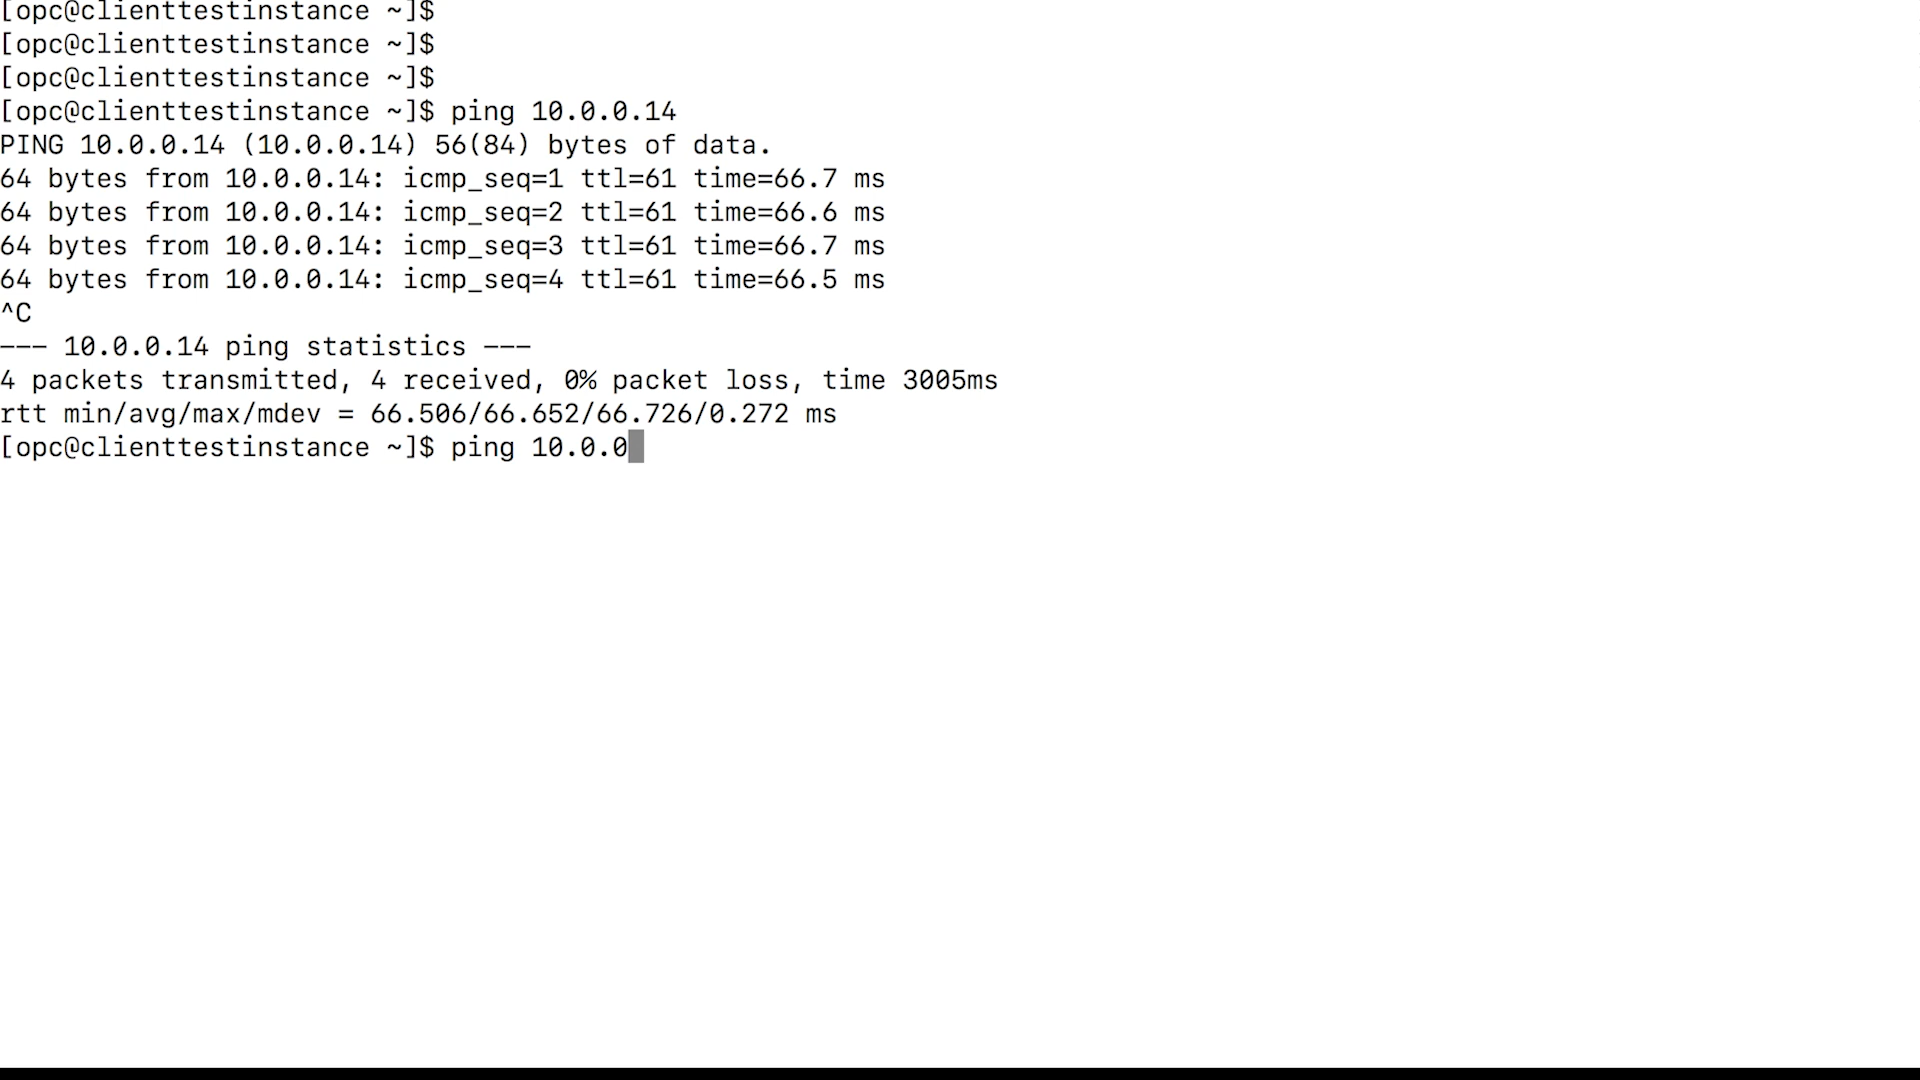 [opc@clienttestinstance ~]$
[opc@clienttestinstance ~]$
[opc@clienttestinstance ~]$
[opc@clienttestinstance ~]$ ping 10.0.0.14
PING 10.0.0.14 (10.0.0.14) 56(84) bytes of data.
64 bytes from 10.0.0.14: icmp_seq=1 ttl=61 time=66.7 ms
64 bytes from 10.0.0.14: icmp_seq=2 ttl=61 time=66.6 ms
64 bytes from 10.0.0.14: icmp_seq=3 ttl=61 time=66.7 ms
64 bytes from 10.0.0.14: icmp_seq=4 ttl=61 time=66.5 ms
^C
--- 10.0.0.14 ping statistics ---
4 packets transmitted, 4 received, 0% packet loss, time 3005ms
rtt min/avg/max/mdev = 66.506/66.652/66.726/0.272 ms
[opc@clienttestinstance ~]$ ping 10.0.0